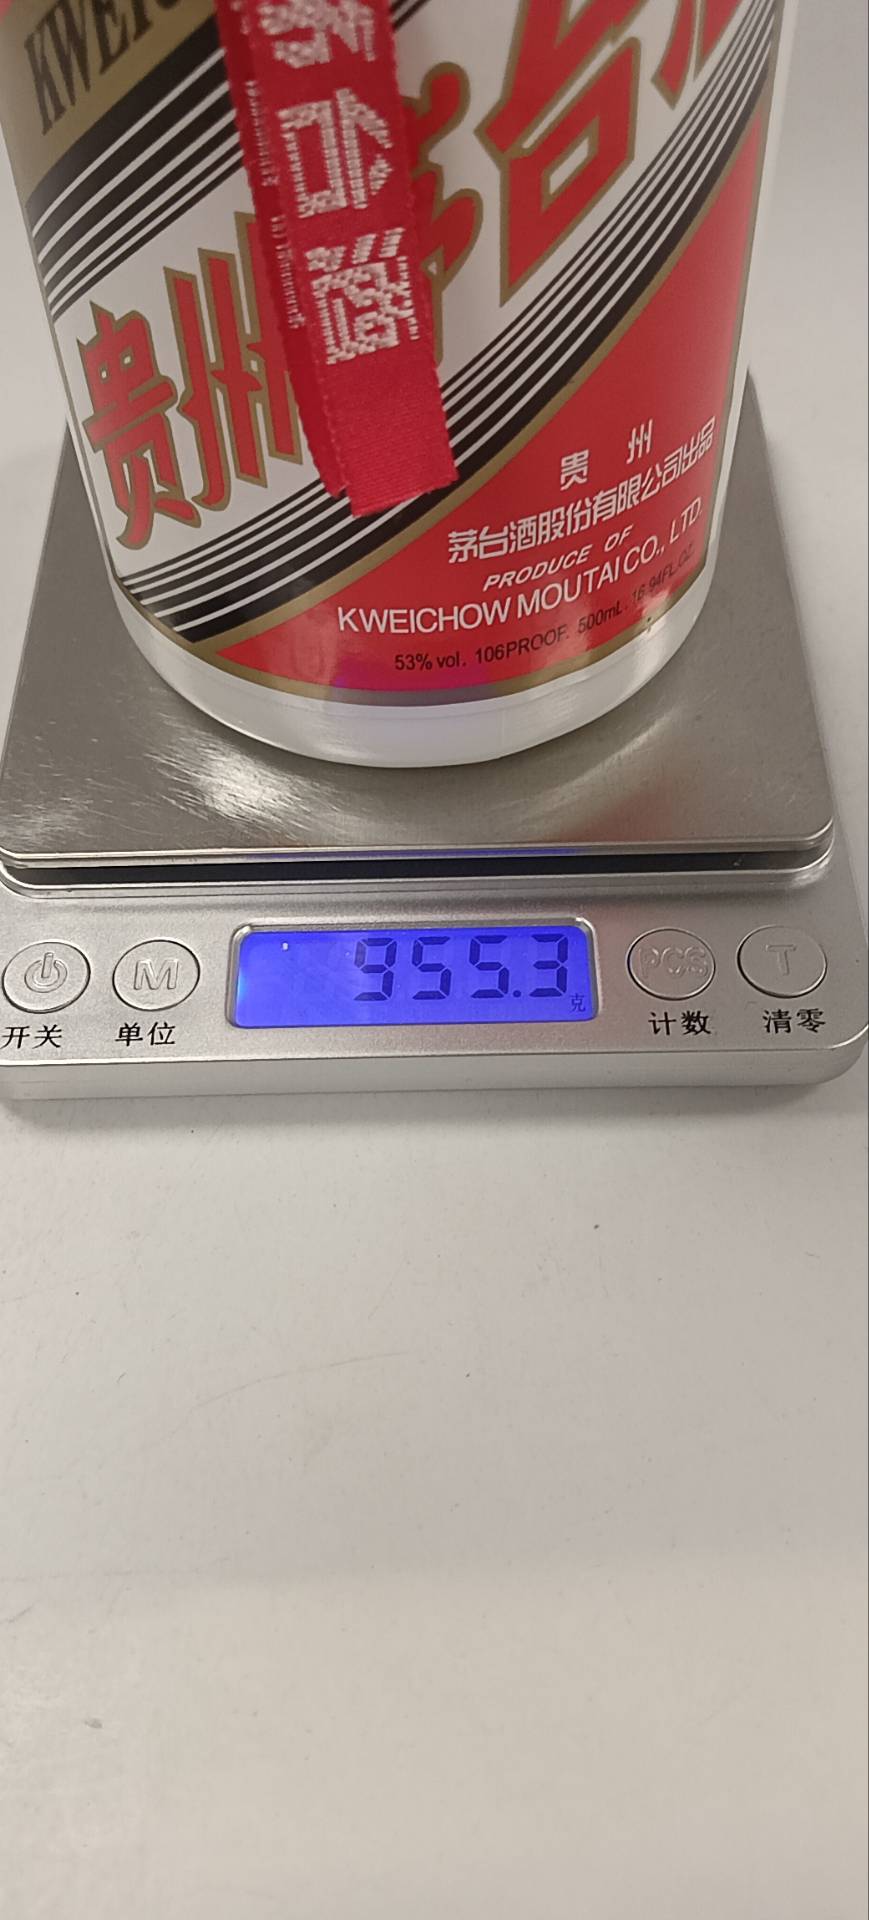 KWEI
贵州茅台
贵州
茅台酒股份有限公司出品
PRODUCE OF
KWEICHOW MOUTAI CO., LTD.
53% vol. 106PROOF. 500mL. 16.94FL.OZ
955.3
克
M
PCS
T
开关
单位
计数
清零